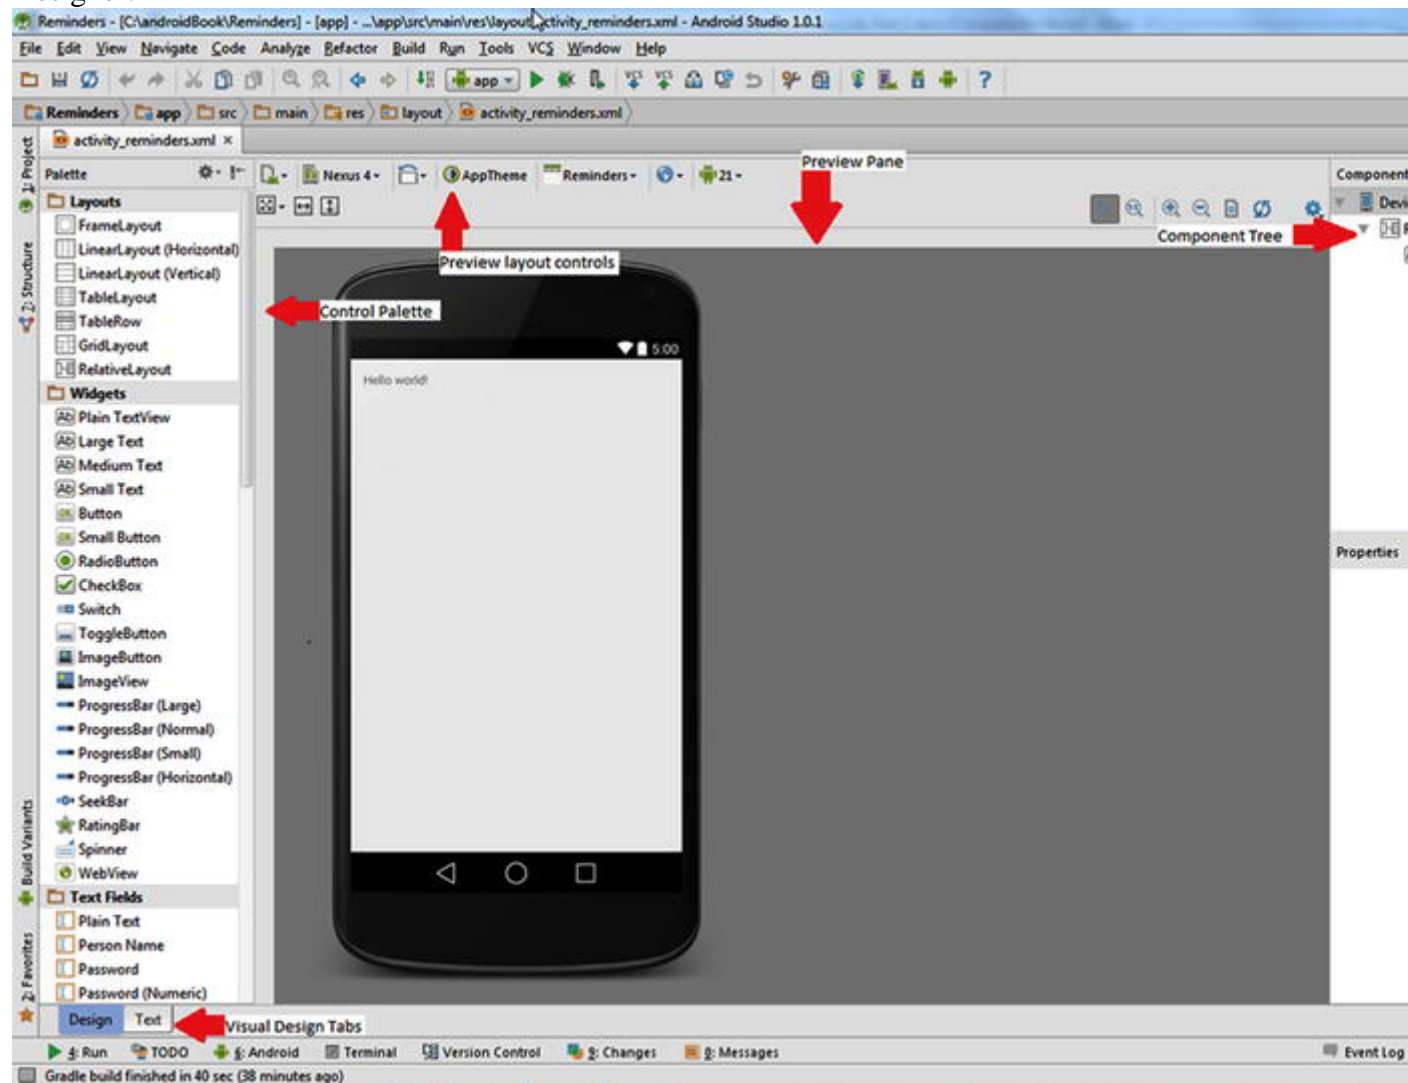 Reminders - [C:\androidBook\Reminders] - [app] - ...\app\src\main\res\layout\activity_reminders.xml - Android Studio 1.0.1
File Edit View Navigate Code Analyze Refactor Build Run Tools VCS Window Help
app
Reminders app src main res layout activity_reminders.xml
activity_reminders.xml
1: Project
Z: Structure
Build Variants
2: Favorites
Palette
Nexus 4
AppTheme
Reminders
21
Preview Pane
Component
Layouts
Component Tree
FrameLayout
LinearLayout (Horizontal)
Preview layout controls
LinearLayout (Vertical)
TableLayout
Control Palette
TableRow
GridLayout
5:00
RelativeLayout
Hello world!
Widgets
Plain TextView
Large Text
Medium Text
Small Text
Button
Small Button
Properties
RadioButton
CheckBox
Switch
ToggleButton
ImageButton
ImageView
ProgressBar (Large)
ProgressBar (Normal)
ProgressBar (Small)
ProgressBar (Horizontal)
SeekBar
RatingBar
Spinner
WebView
Text Fields
Plain Text
Person Name
Password
Password (Numeric)
Design Text
Visual Design Tabs
4: Run TODO 6: Android Terminal Version Control 9: Changes 0: Messages Event Log
Gradle build finished in 40 sec (38 minutes ago)